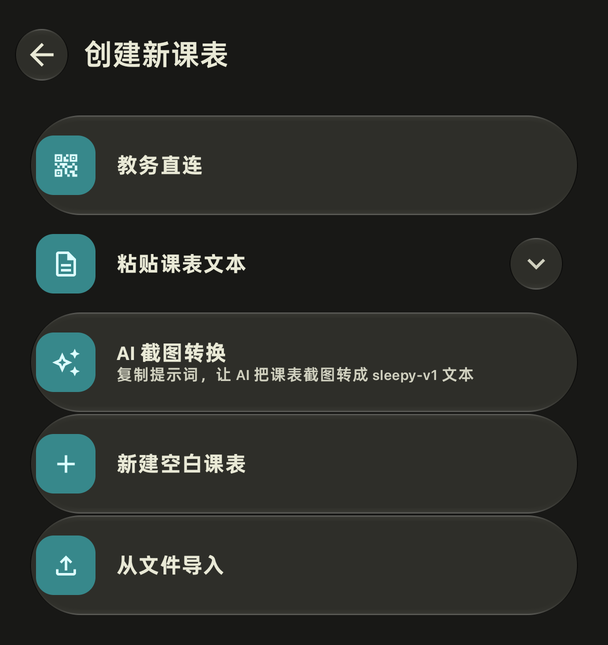 创建新课表
教务直连
粘贴课表文本
AI 截图转换
复制提示词，让 AI 把课表截图转成 sleepy-v1 文本
新建空白课表
从文件导入